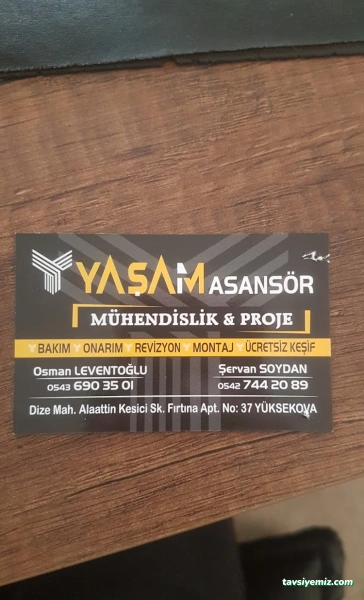 YAŞAM ASANSÖR
MÜHENDİSLİK & PROJE
BAKIM ONARIM REVİZYON MONTAJ ÜCRETSİZ KEŞİF
Osman LEVENTOĞLU Şervan SOYDAN
0543 690 35 01 0542 744 20 89
Dize Mah. Alaattin Kesici Sk. Fırtına Apt. No: 37 YÜKSEKOVA
tavsiyemiz.com